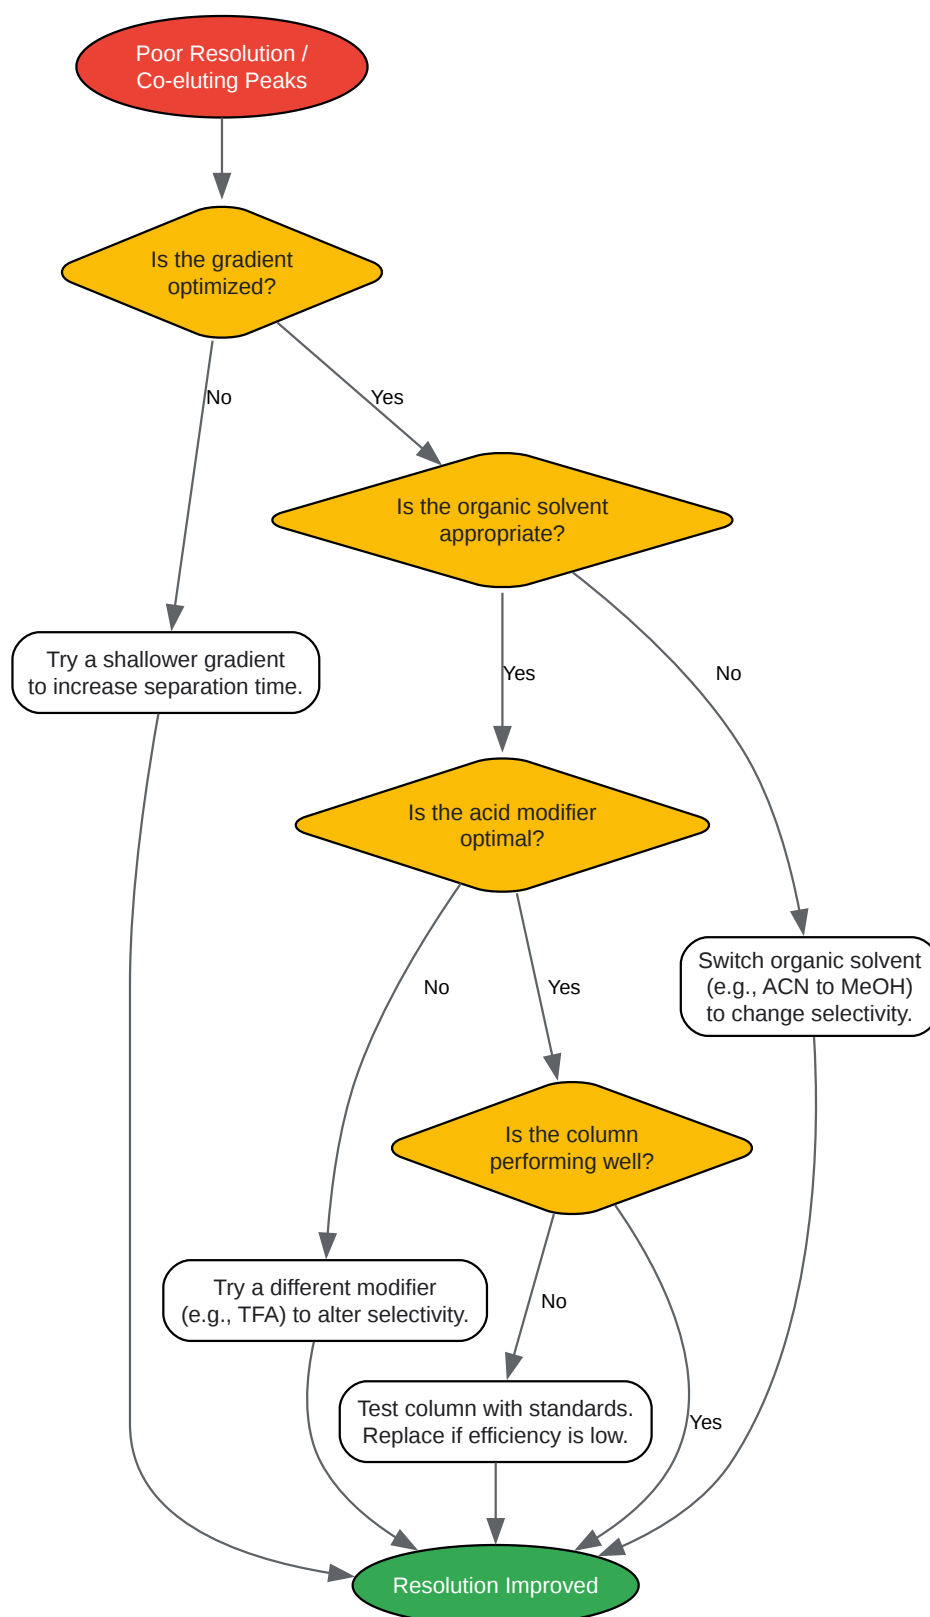 Poor Resolution /
Co-eluting Peaks
Is the gradient
optimized?
No
Yes
Is the organic solvent
appropriate?
Try a shallower gradient
to increase separation time.
Yes
No
Is the acid modifier
optimal?
Switch organic solvent
(e.g., ACN to MeOH)
to change selectivity.
No
Yes
Is the column
performing well?
Try a different modifier
(e.g., TFA) to alter selectivity.
No
Test column with standards.
Replace if efficiency is low.
Yes
Resolution Improved